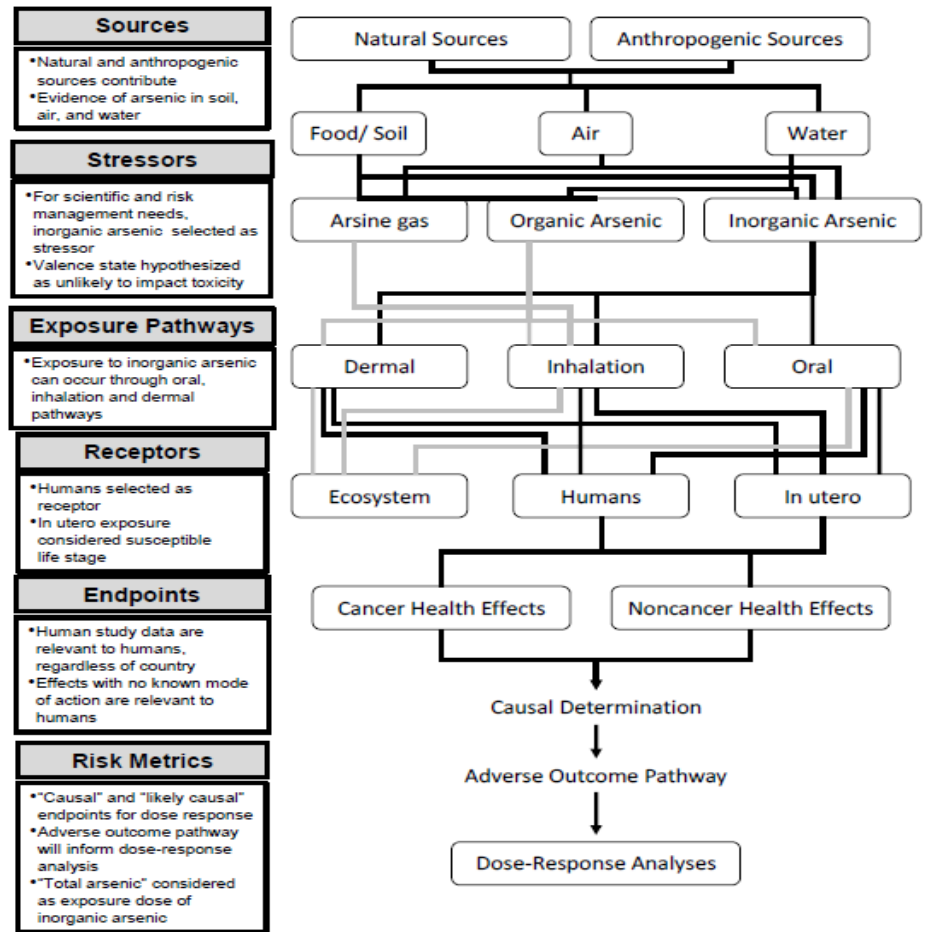 Sources
•Natural and anthropogenic
sources contribute
•Evidence of arsenic in soil,
air, and water
Stressors
•For scientific and risk
management needs,
inorganic arsenic selected as
stressor
•Valence state hypothesized
as unlikely to impact toxicity
Exposure Pathways
•Exposure to inorganic arsenic
can occur through oral,
inhalation and dermal
pathways
Receptors
•Humans selected as
receptor
•In utero exposure
considered susceptible
life stage
Endpoints
•Human study data are
relevant to humans,
regardless of country
•Effects with no known mode
of action are relevant to
humans
Risk Metrics
•"Causal" and "likely causal"
endpoints for dose response
•Adverse outcome pathway
will inform dose-response
analysis
•"Total arsenic" considered
as exposure dose of
inorganic arsenic
Natural Sources
Anthropogenic Sources
Food/ Soil
Air
Water
Arsine gas
Organic Arsenic
Inorganic Arsenic
Dermal
Inhalation
Oral
Ecosystem
Humans
In utero
Cancer Health Effects
Noncancer Health Effects
Causal Determination
Adverse Outcome Pathway
Dose-Response Analyses